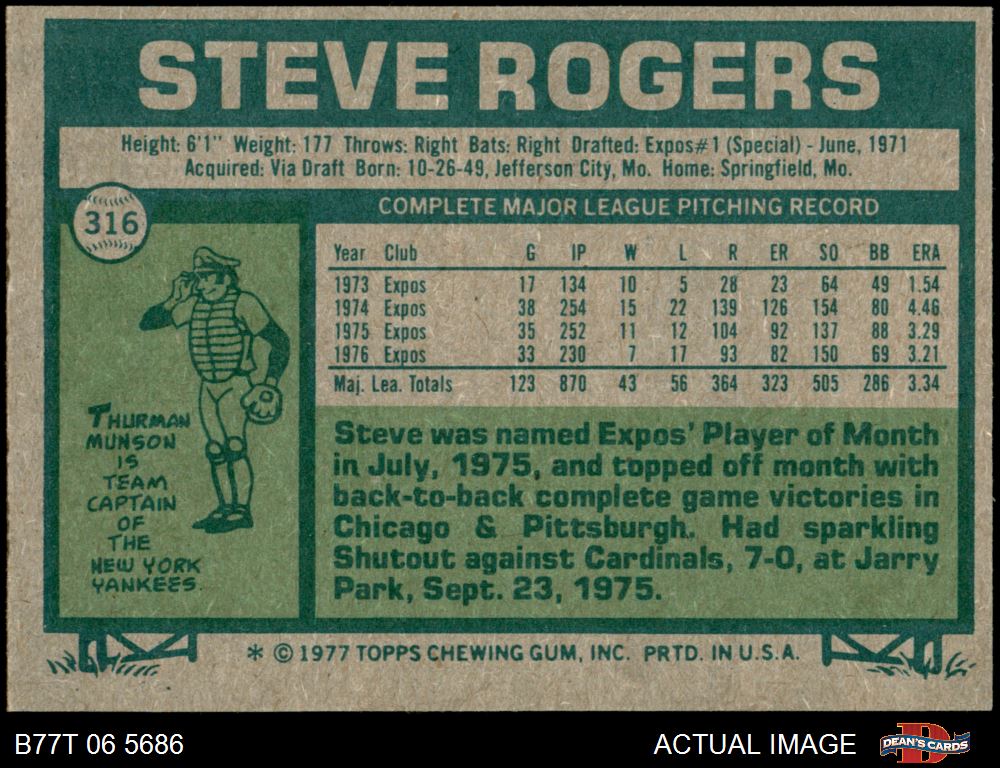 STEVE ROGERS
Height: 6'1" Weight: 177 Throws: Right Bats: Right Drafted: Expos#1 (Special) - June, 1971
Acquired: Via Draft Born: 10-26-49, Jefferson City, Mo. Home: Springfield, Mo.
316
COMPLETE MAJOR LEAGUE PITCHING RECORD
Year Club G IP W L R ER SO BB ERA
1973 Expos 17 134 10 5 28 23 64 49 1.54
1974 Expos 38 254 15 22 139 126 154 80 4.46
1975 Expos 35 252 11 12 104 92 137 88 3.29
1976 Expos 33 230 7 17 93 82 150 69 3.21
Maj. Lea. Totals 123 870 43 56 364 323 505 286 3.34
THURMAN
MUNSON
IS
TEAM
CAPTAIN
OF
THE
NEW YORK
YANKEES.
Steve was named Expos' Player of Month
in July, 1975, and topped off month with
back-to-back complete game victories in
Chicago & Pittsburgh. Had sparkling
Shutout against Cardinals, 7-0, at Jarry
Park, Sept. 23, 1975.
* © 1977 TOPPS CHEWING GUM, INC. PRTD. IN U.S.A.
B77T 06 5686
ACTUAL IMAGE
DEAN'S CARDS